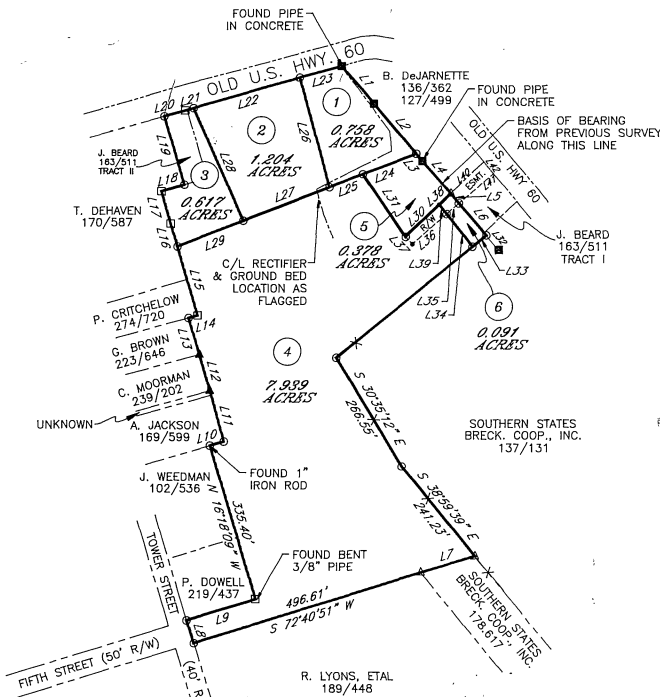 FOUND PIPE
IN CONCRETE
OLD U.S. HWY. 60
B. DeJARNETTE
136/362
127/499
FOUND PIPE
IN CONCRETE
BASIS OF BEARING
FROM PREVIOUS SURVEY
ALONG THIS LINE
OLD U.S. HWY 60
L20
L21
L22
L23
L1
L2
L3
L4
1
0.758
ACRES
2
1.204
ACRES
3
0.617
ACRES
L19
J. BEARD
163/511
TRACT II
L18
L28
L26
L27
L25
L24
L17
T. DEHAVEN
170/587
L16
L29
5
0.378
ACRES
L31
L30
L38
L40
ESMT.
L41
L42
R/W
L36
L37
L39
L5
L6
L32
L33
L35
L34
J. BEARD
163/511
TRACT I
6
0.091
ACRES
C/L RECTIFIER
& GROUND BED
LOCATION AS
FLAGGED
L15
P. CRITCHELOW
274/720
L14
G. BROWN
223/646
L13
C. MOORMAN
239/202
L12
UNKNOWN
A. JACKSON
169/599
L11
L10
4
7.939
ACRES
S 30°35'12" E
266.55'
SOUTHERN STATES
BRECK. COOP., INC.
137/131
FOUND 1"
IRON ROD
J. WEEDMAN
102/536
N 16°18'09" W
335.40'
S 38°59'39" E
241.23'
FOUND BENT
3/8" PIPE
P. DOWELL
219/437
TOWER STREET
L9
L8
496.61'
S 72°40'51" W
L7
SOUTHERN STATES
BRECK. COOP., INC.
178.617
FIFTH STREET (50' R/W)
(40' R
R. LYONS, ETAL
189/448